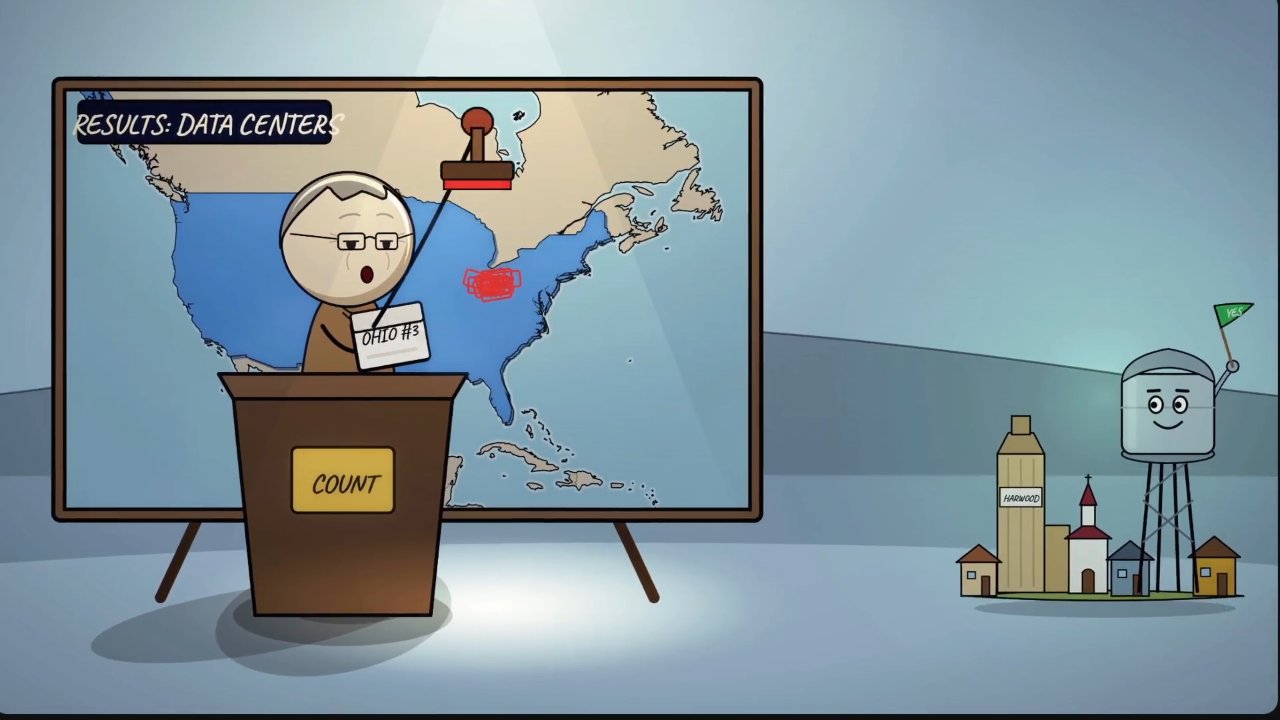 RESULTS: DATA CENTERS
OHIO #3
COUNT
YES
HARWOOD